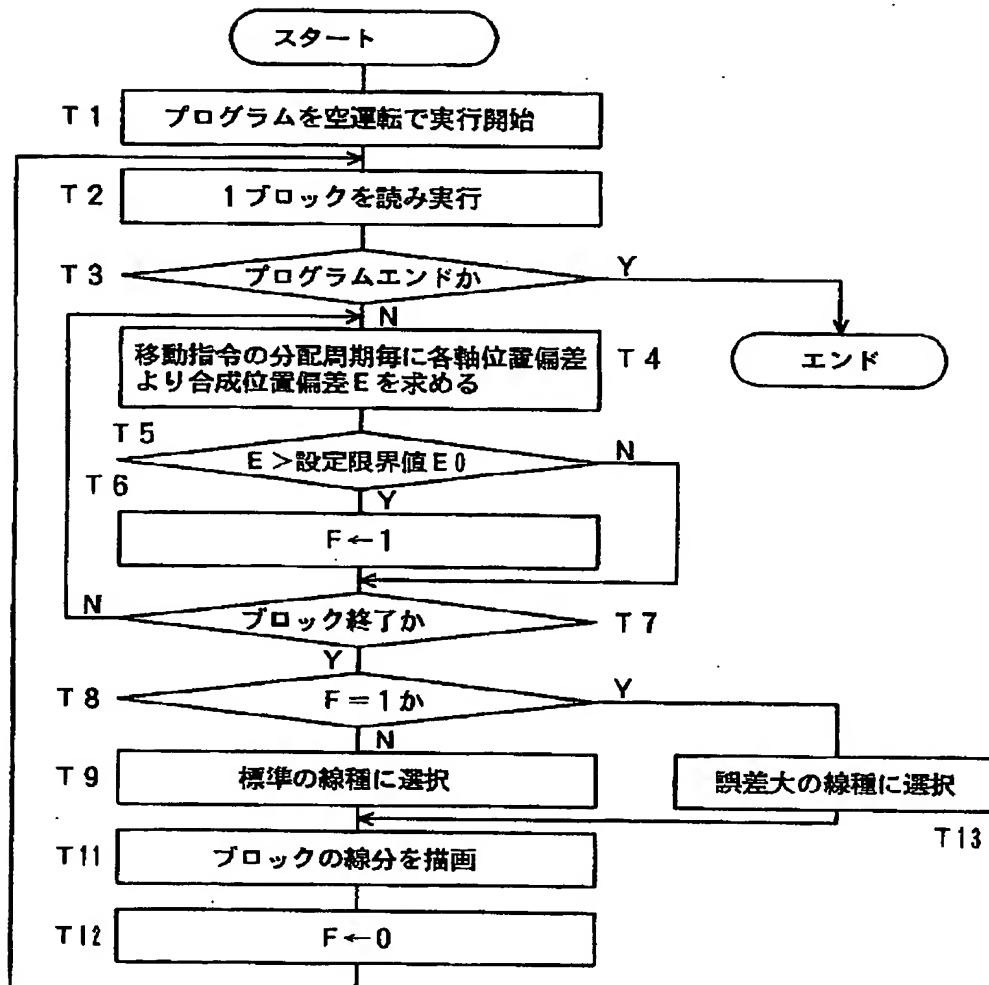 スタート
T1
プログラムを空運転で実行開始
T2
1ブロックを読み実行
T3
プログラムエンドか
Y
N
エンド
移動指令の分配周期毎に各軸位置偏差
より合成位置偏差Eを求める
T4
T5
E>設定限界値E0
N
T6
Y
F←1
N
ブロック終了か
T7
Y
T8
F=1か
Y
N
T9
標準の線種に選択
誤差大の線種に選択
T13
T11
ブロックの線分を描画
T12
F←0